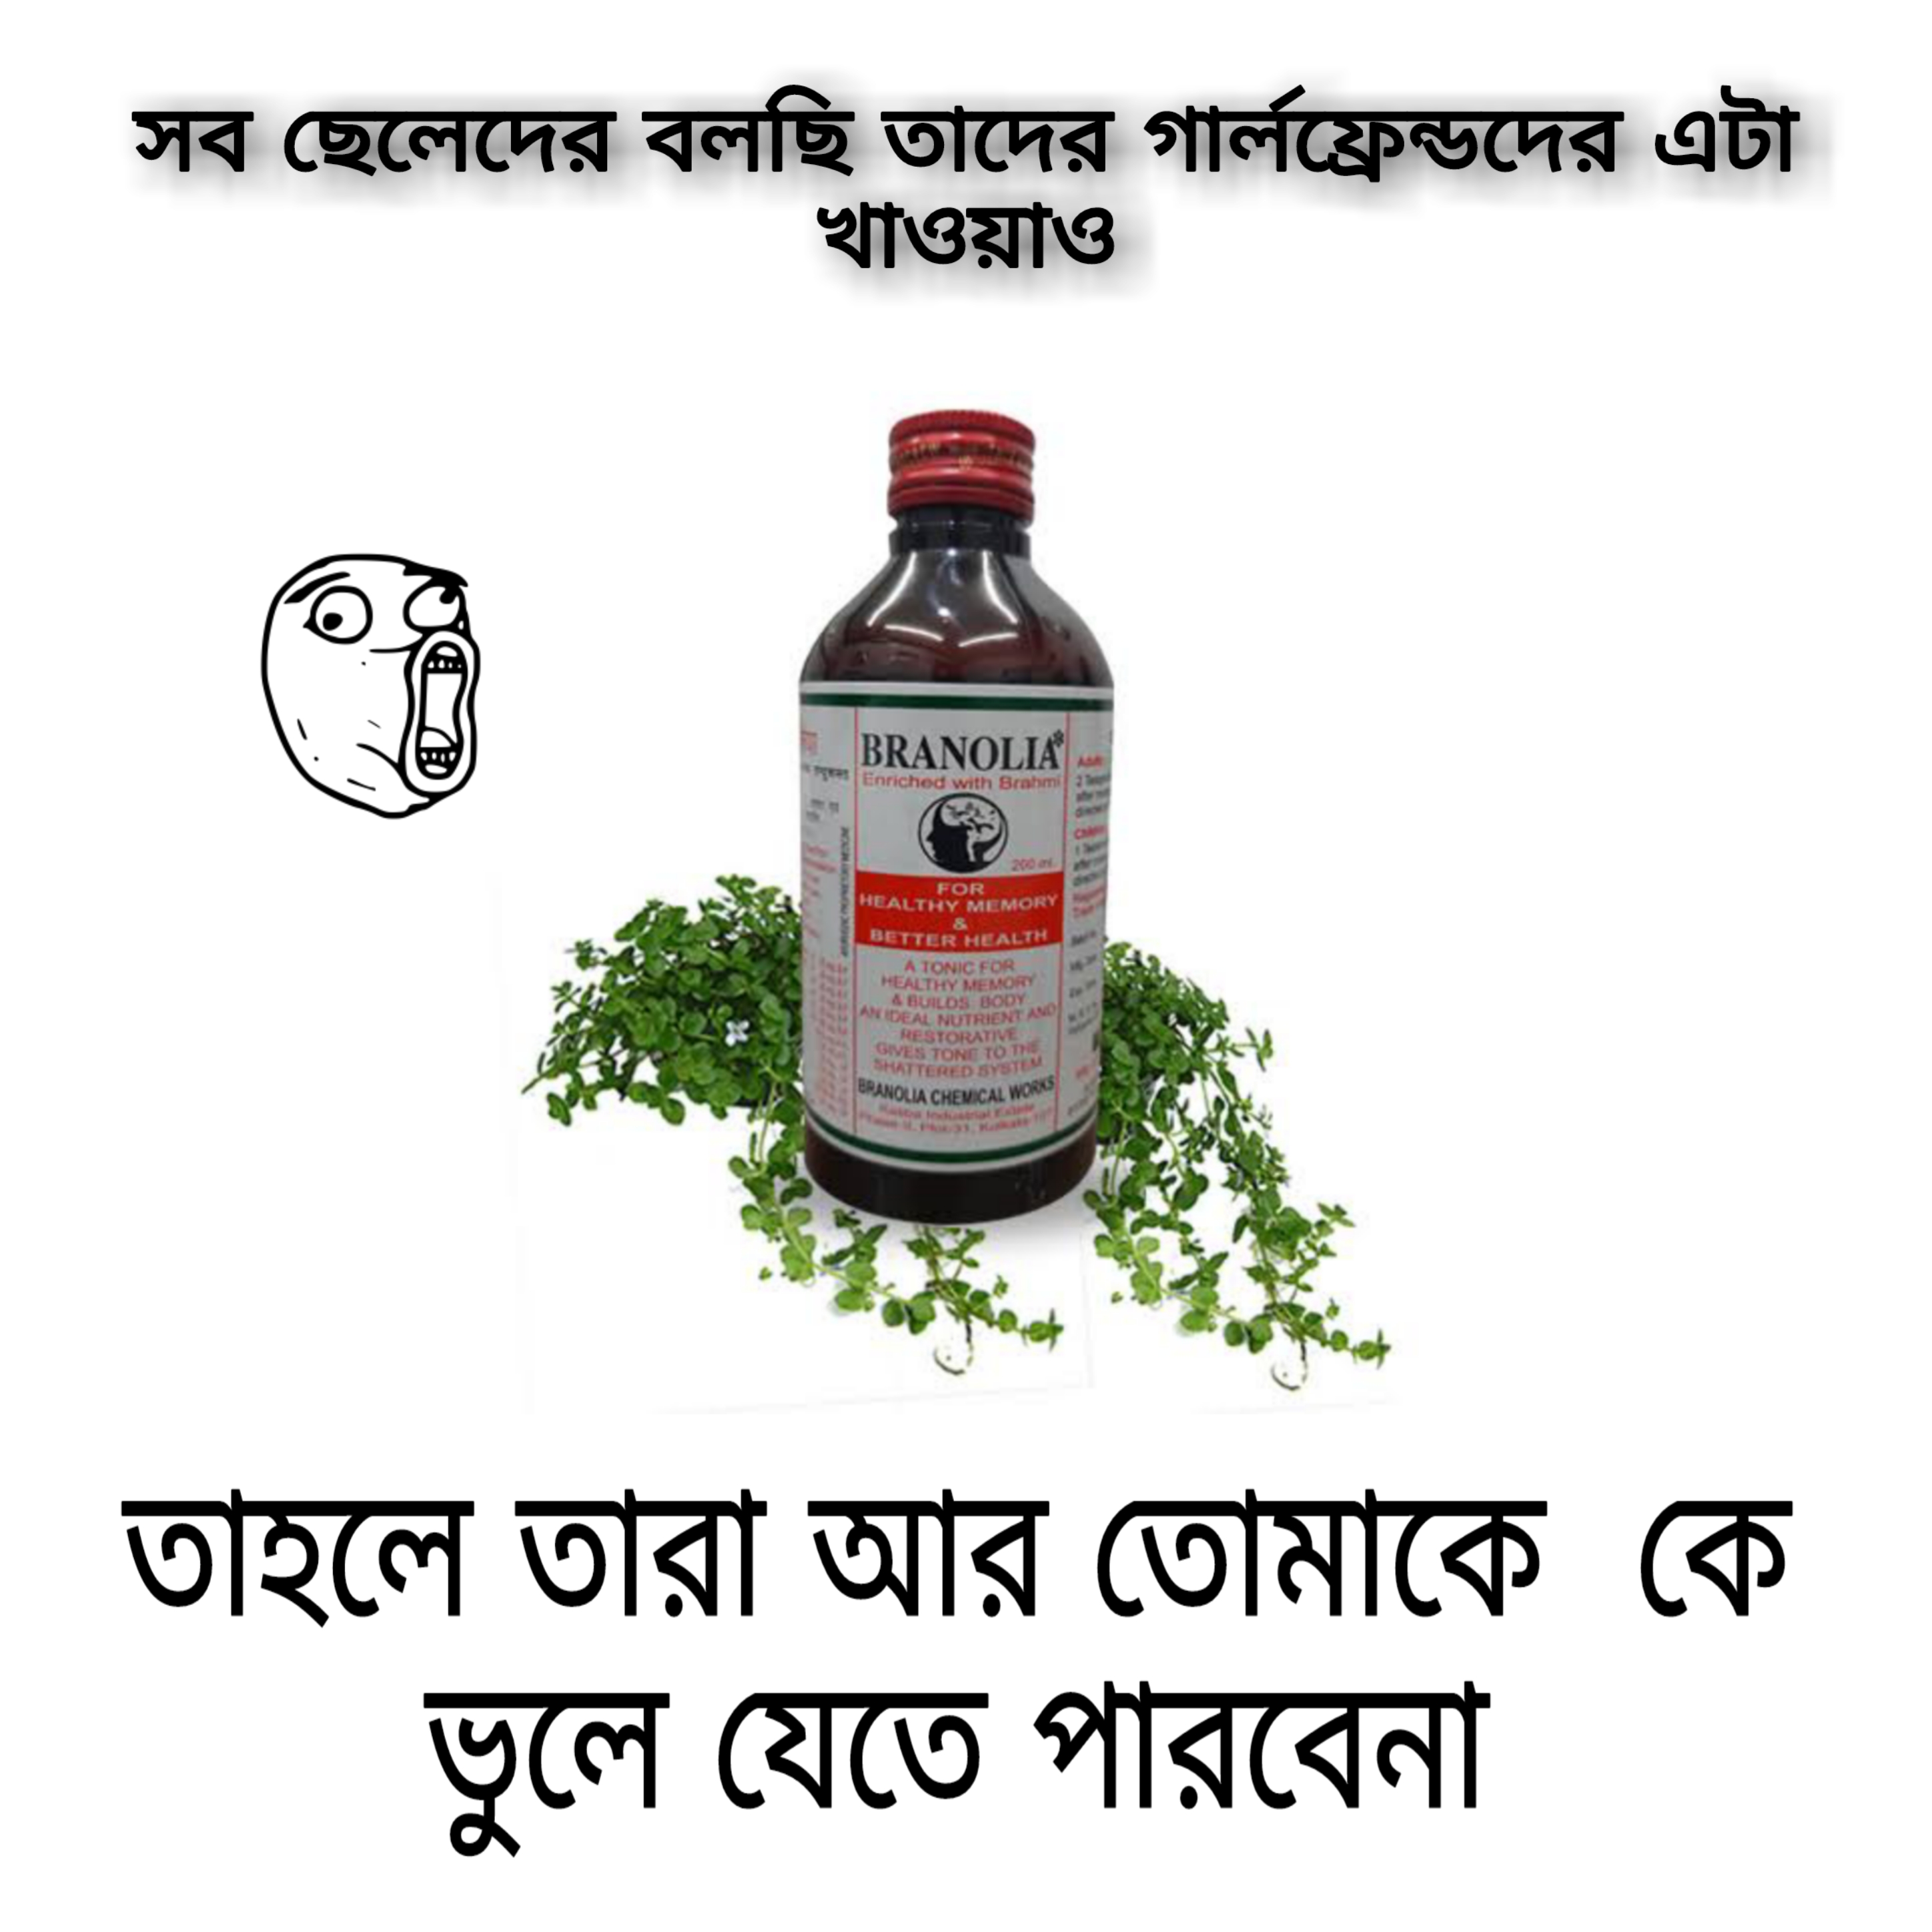 সব ছেলেদের বলছি তাদের গার্লফ্রেন্ডদের এটা
খাওয়াও
BRANOLIA*
Enriched with Brahmi
200 ml.
FOR
HEALTHY MEMORY
&
BETTER HEALTH
A TONIC FOR
HEALTHY MEMORY
& BUILDS BODY
AN IDEAL NUTRIENT AND
RESTORATIVE
GIVES TONE TO THE
SHATTERED SYSTEM
BRANOLIA CHEMICAL WORKS
তাহলে তারা আর তোমাকে কে
ভুলে যেতে পারবেনা